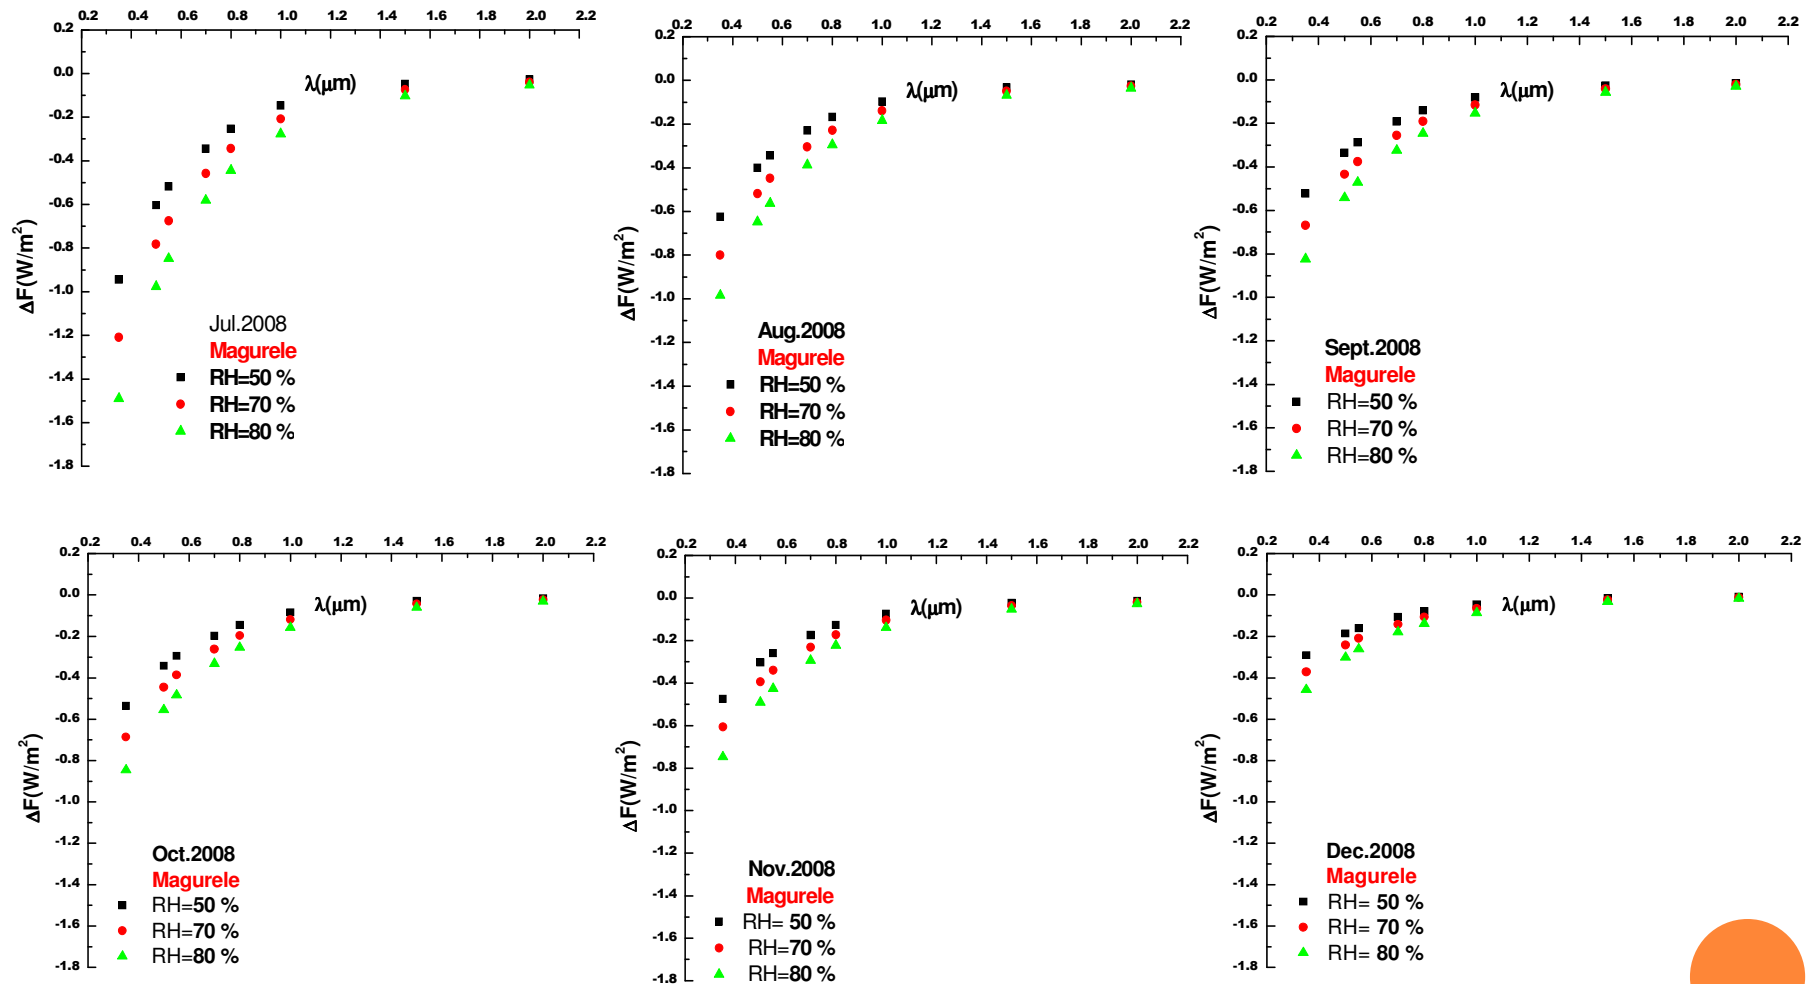 0.2 0.4 0.6 0.8 1.0 1.2 1.4 1.6 1.8 2.0 2.2
0.2
0.0
-0.2
-0.4
-0.6
-0.8
-1.0
-1.2
-1.4
-1.6
-1.8
λ(μm)
ΔF(W/m²)
Jul.2008
Magurele
RH=50 %
RH=70 %
RH=80 %
0.2 0.4 0.6 0.8 1.0 1.2 1.4 1.6 1.8 2.0 2.2
0.2
0.0
-0.2
-0.4
-0.6
-0.8
-1.0
-1.2
-1.4
-1.6
-1.8
λ(μm)
ΔF(W/m²)
Aug.2008
Magurele
RH=50 %
RH=70 %
RH=80 %
0.2 0.4 0.6 0.8 1.0 1.2 1.4 1.6 1.8 2.0 2.2
0.2
0.0
-0.2
-0.4
-0.6
-0.8
-1.0
-1.2
-1.4
-1.6
-1.8
λ(μm)
ΔF(W/m²)
Sept.2008
Magurele
RH=50 %
RH=70 %
RH=80 %
0.2 0.4 0.6 0.8 1.0 1.2 1.4 1.6 1.8 2.0 2.2
0.2
0.0
-0.2
-0.4
-0.6
-0.8
-1.0
-1.2
-1.4
-1.6
-1.8
λ(μm)
ΔF(W/m²)
Oct.2008
Magurele
RH=50 %
RH=70 %
RH=80 %
0.2 0.4 0.6 0.8 1.0 1.2 1.4 1.6 1.8 2.0 2.2
0.2
0.0
-0.2
-0.4
-0.6
-0.8
-1.0
-1.2
-1.4
-1.6
-1.8
λ(μm)
ΔF(W/m²)
Nov.2008
Magurele
RH= 50 %
RH=70 %
RH=80 %
0.2 0.4 0.6 0.8 1.0 1.2 1.4 1.6 1.8 2.0 2.2
0.2
0.0
-0.2
-0.4
-0.6
-0.8
-1.0
-1.2
-1.4
-1.6
-1.8
λ(μm)
ΔF(W/m²)
Dec.2008
Magurele
RH= 50 %
RH= 70 %
RH= 80 %